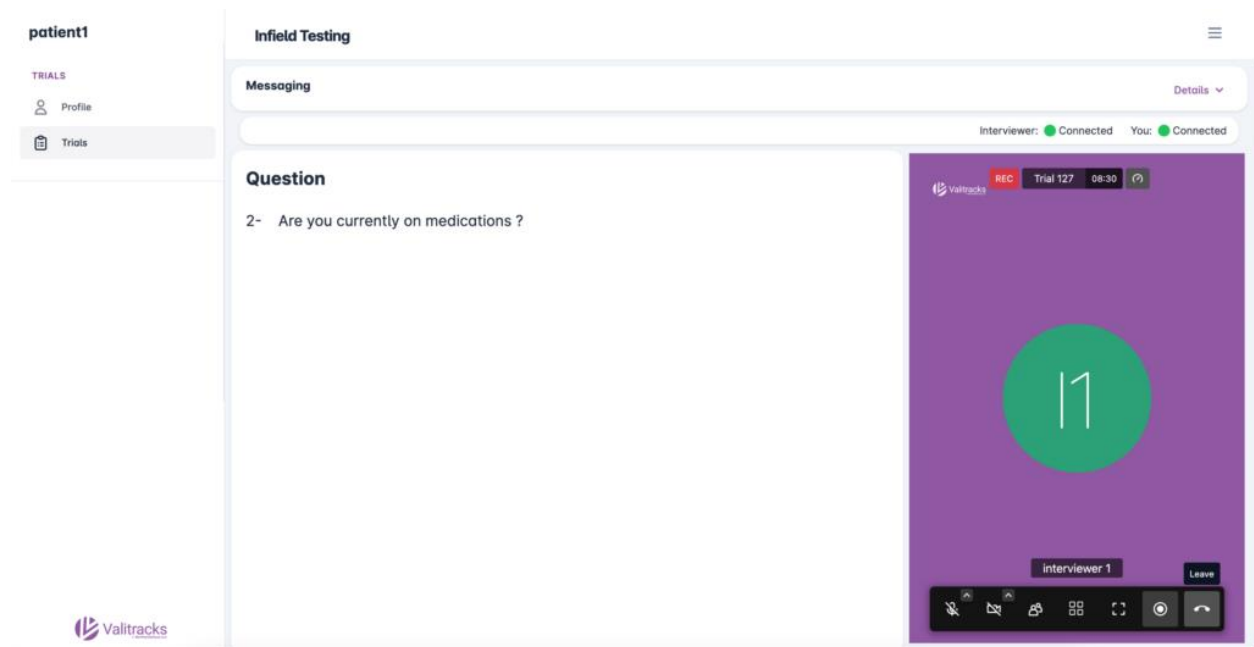 patient1
TRIALS
Profile
Trials
Valitracks
Infield Testing
Messaging
Details
Interviewer: Connected You: Connected
Question
2- Are you currently on medications ?
Valitracks
REC Trial 127 08:30
I1
interviewer 1
Leave